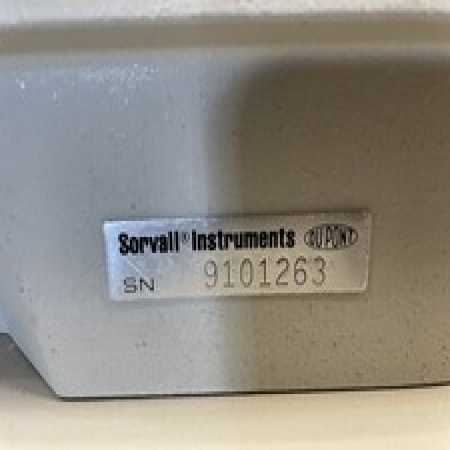 Sorvall® Instruments DU PONT
SN 9101263